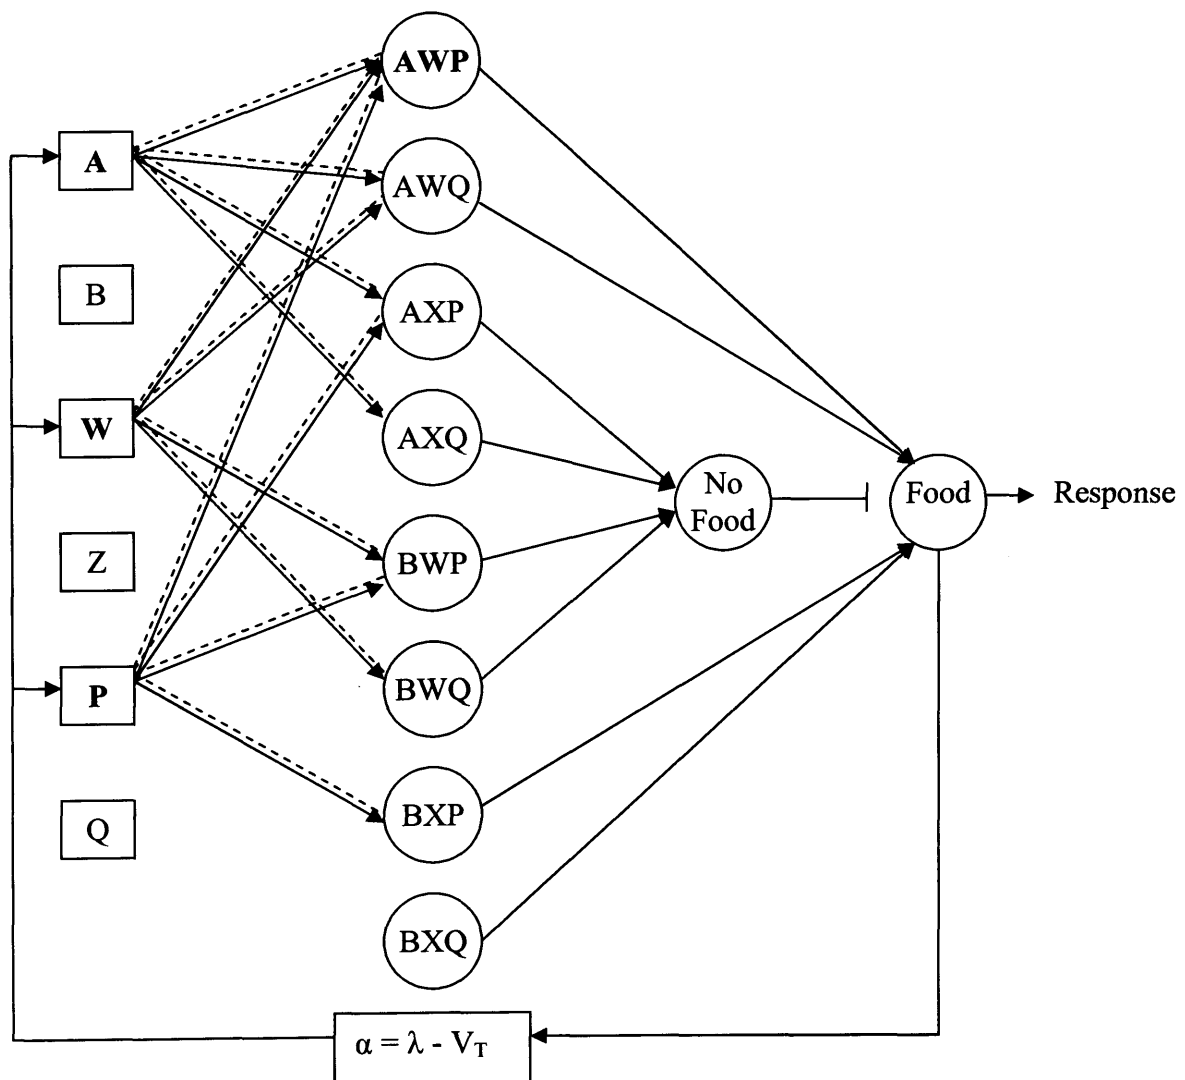 AWP
A
AWQ
B
AXP
W
AXQ
No
Food
Food
Response
Z
BWP
P
BWQ
BXP
Q
BXQ
α = λ - V_T